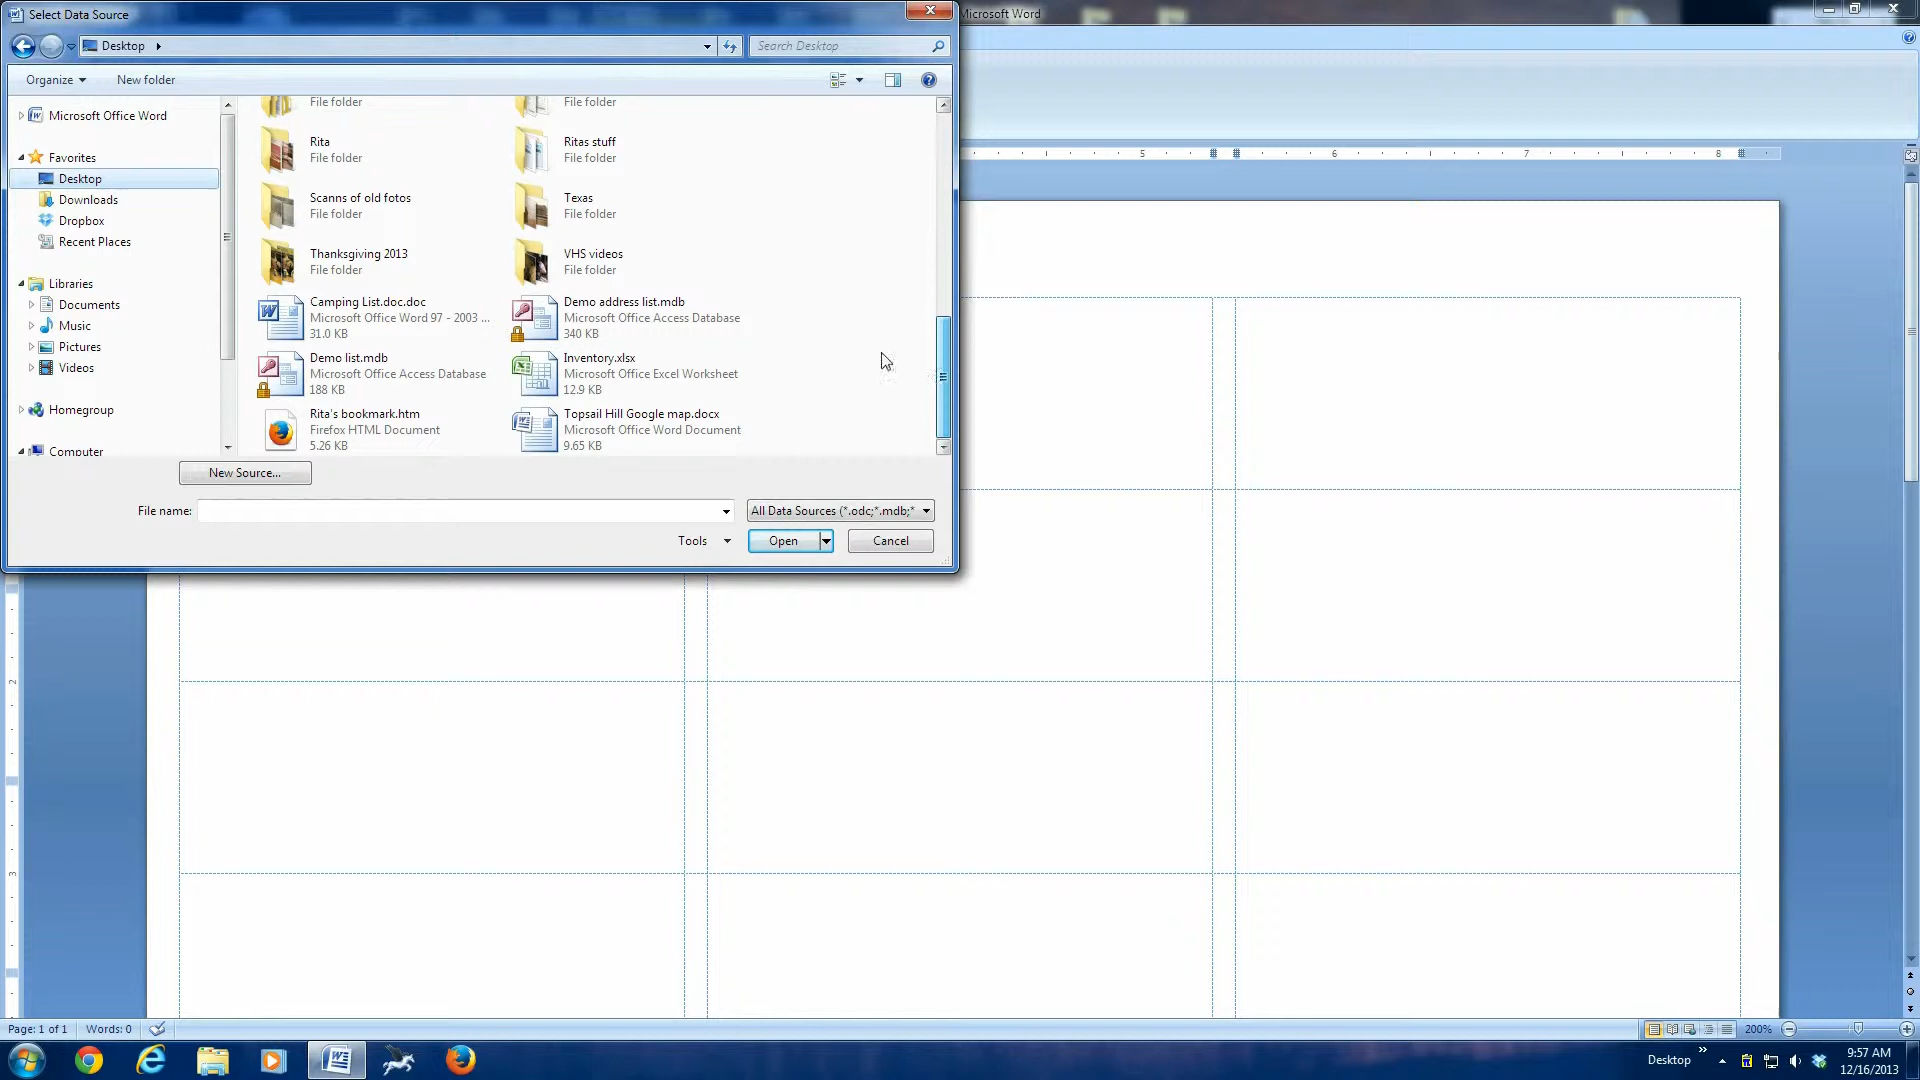 Select Data Source
Microsoft Word
Desktop
Search Desktop
Organize
New folder
Microsoft Office Word
Favorites
Desktop
Downloads
Dropbox
Recent Places
Libraries
Documents
Music
Pictures
Videos
Homegroup
Computer
File folder
File folder
Rita
File folder
Ritas stuff
File folder
Scanns of old fotos
File folder
Texas
File folder
Thanksgiving 2013
File folder
VHS videos
File folder
Camping List.doc.doc
Microsoft Office Word 97 - 2003 ...
31.0 KB
Demo address list.mdb
Microsoft Office Access Database
340 KB
Demo list.mdb
Microsoft Office Access Database
188 KB
Inventory.xlsx
Microsoft Office Excel Worksheet
12.9 KB
Rita's bookmark.htm
Firefox HTML Document
5.26 KB
Topsail Hill Google map.docx
Microsoft Office Word Document
9.65 KB
New Source...
File name:
All Data Sources (*.odc;*.mdb;*
Tools
Open
Cancel
5 6 7 8
2
3
Page: 1 of 1
Words: 0
200%
Desktop
9:57 AM
12/16/2013